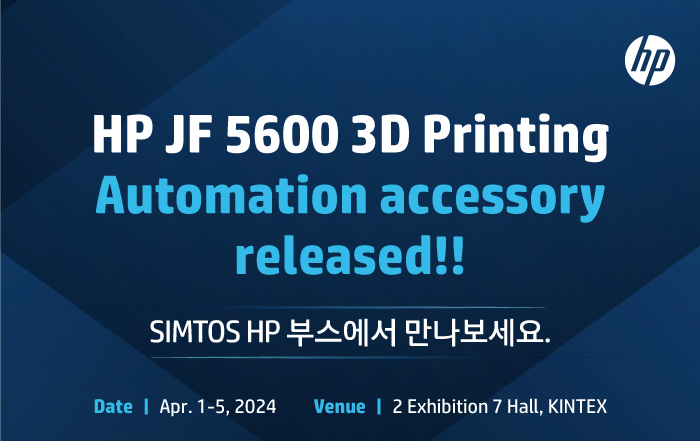 hp
HP JF 5600 3D Printing
Automation accessory
released!!
SIMTOS HP 부스에서 만나보세요.
Date | Apr. 1-5, 2024 Venue | 2 Exhibition 7 Hall, KINTEX